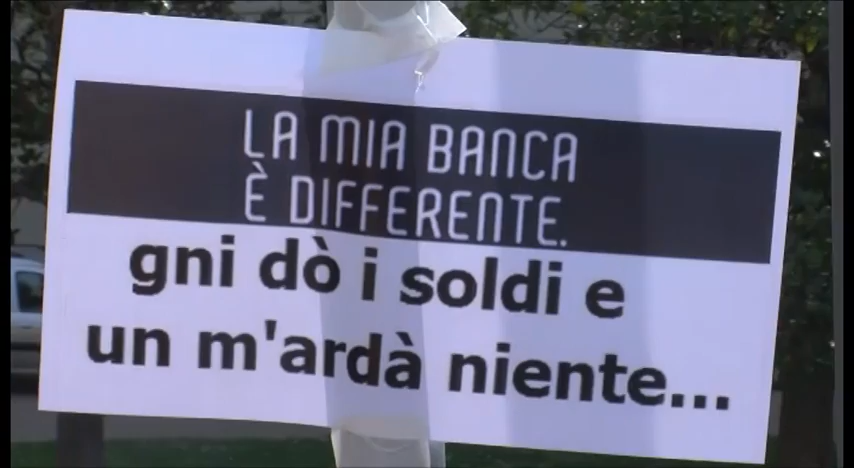 LA MIA BANCA
È DIFFERENTE.
gni dò i soldi e
un m'ardà niente...